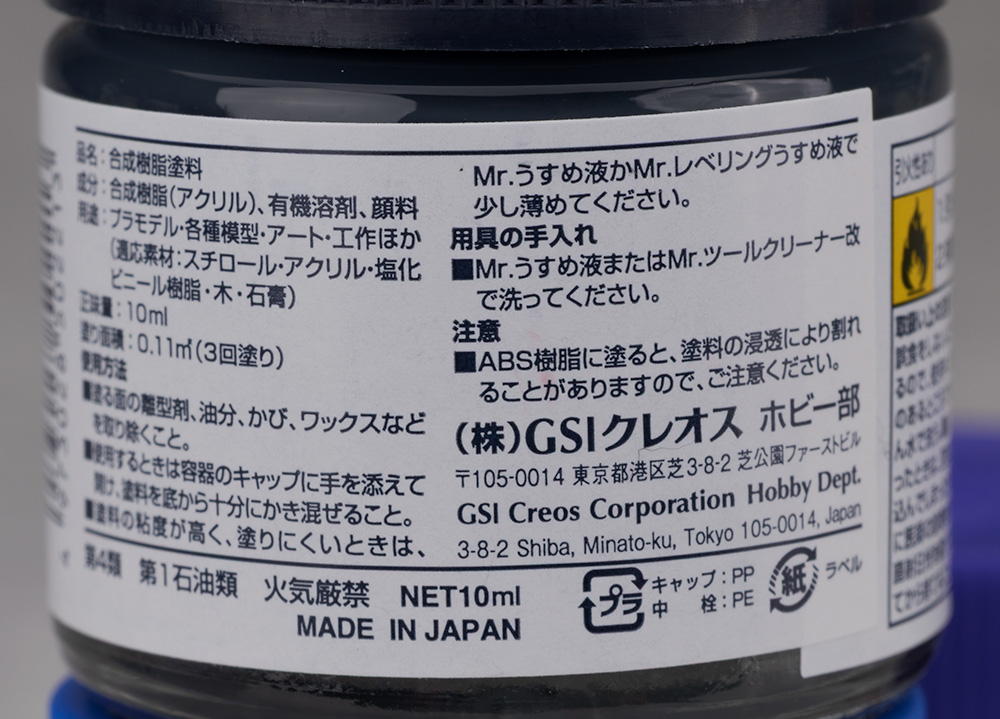 品名：合成樹脂塗料
成分：合成樹脂（アクリル）、有機溶剤、顔料
用途：プラモデル・各種模型・アート・工作ほか
（適応素材：スチロール・アクリル・塩化
ビニール樹脂・木・石膏）
正味量：10ml
塗り面積：0.11㎡（3回塗り）
使用方法
■塗る面の離型剤、油分、かび、ワックスなど
を取り除くこと。
■使用するときは容器のキャップに手を添えて
開け、塗料を底から十分にかき混ぜること。
■塗料の粘度が高く、塗りにくいときは、
Mr.うすめ液かMr.レベリングうすめ液で
少し薄めてください。
用具の手入れ
■Mr.うすめ液またはMr.ツールクリーナー改
で洗ってください。
注意
■ABS樹脂に塗ると、塗料の浸透により割れ
ることがありますので、ご注意ください。
（株）GSIクレオス ホビー部
〒105-0014 東京都港区芝3-8-2 芝公園ファーストビル
GSI Creos Corporation Hobby Dept.
3-8-2 Shiba, Minato-ku, Tokyo 105-0014, Japan
第4類 第1石油類 火気厳禁 NET10ml
MADE IN JAPAN
プラ
キャップ：PP
中 栓：PE
紙
ラベル
引火性あり